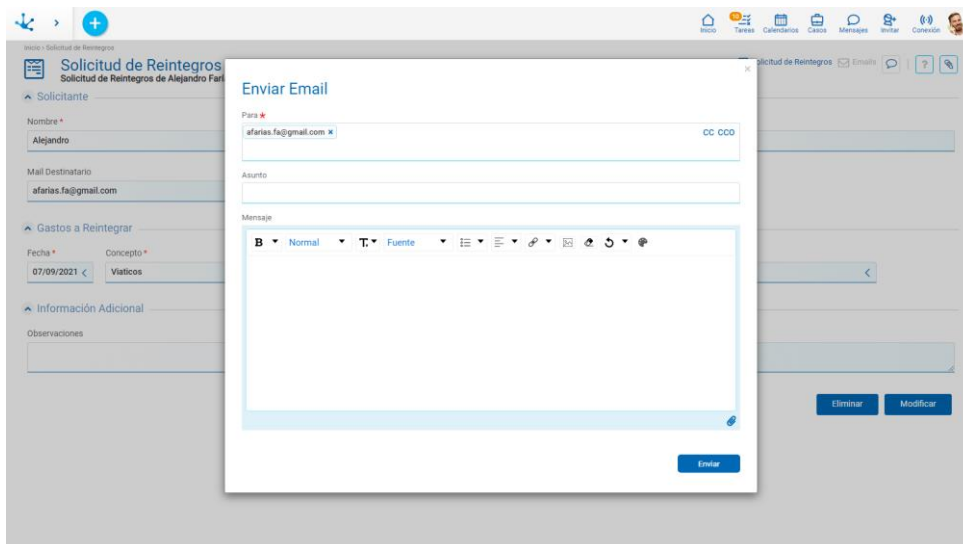 10
Inicio Tareas Calendarios Casos Mensajes Invitar Conexión
Inicio - Solicitud de Reintegros
Solicitud de Reintegros
Solicitud de Reintegros de Alejandro Farí
olicitud de Reintegros Emails ?
Solicitante
Nombre *
Alejandro
Mail Destinatario
afarias.fa@gmail.com
Gastos a Reintegrar
Fecha * Concepto *
07/09/2021 Viaticos
Información Adicional
Observaciones
Eliminar Modificar
Enviar Email
Para *
afarias.fa@gmail.com × CC CCO
Asunto
Mensaje
B Normal T. Fuente
Enviar